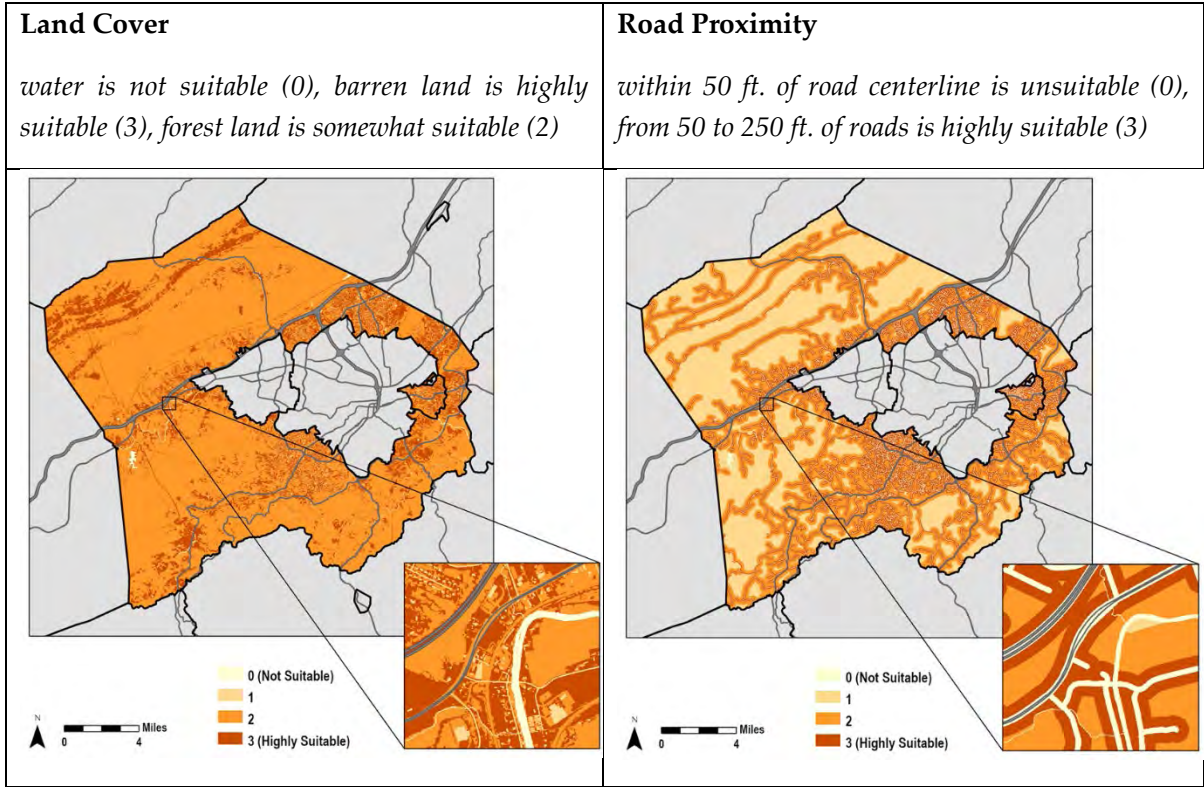 Land Cover
water is not suitable (0), barren land is highly
suitable (3), forest land is somewhat suitable (2)
Road Proximity
within 50 ft. of road centerline is unsuitable (0),
from 50 to 250 ft. of roads is highly suitable (3)
0 (Not Suitable)
1
2
3 (Highly Suitable)
N
Miles
0 4
0 (Not Suitable)
1
2
3 (Highly Suitable)
N
Miles
0 4